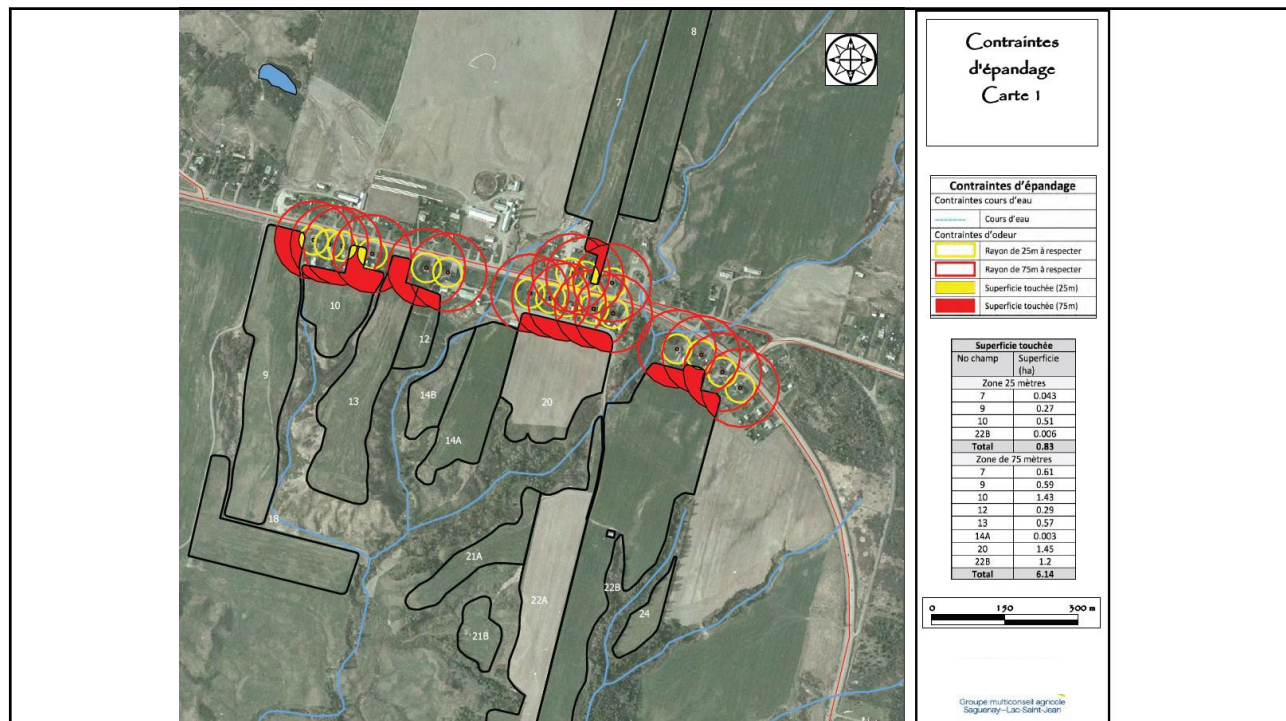 Contraintes
d'épandage
Carte 1
Contraintes d'épandage
Contraintes cours d'eau
Cours d'eau
Contraintes d'odeur
Rayon de 25m à respecter
Rayon de 75m à respecter
Superficie touchée (25m)
Superficie touchée (75m)
Superficie touchée
No champ Superficie
(ha)
Zone 25 mètres
7 0.043
9 0.27
10 0.51
22B 0.006
Total 0.83
Zone de 75 mètres
7 0.61
9 0.59
10 1.43
12 0.29
13 0.57
14A 0.003
20 1.45
22B 1.2
Total 6.14
0 150 300 m
Groupe multiconseil agricole
Saguenay–Lac-Saint-Jean
8
7
10
12
9
14B
13
20
14A
18
21A
22A
22B
24
21B